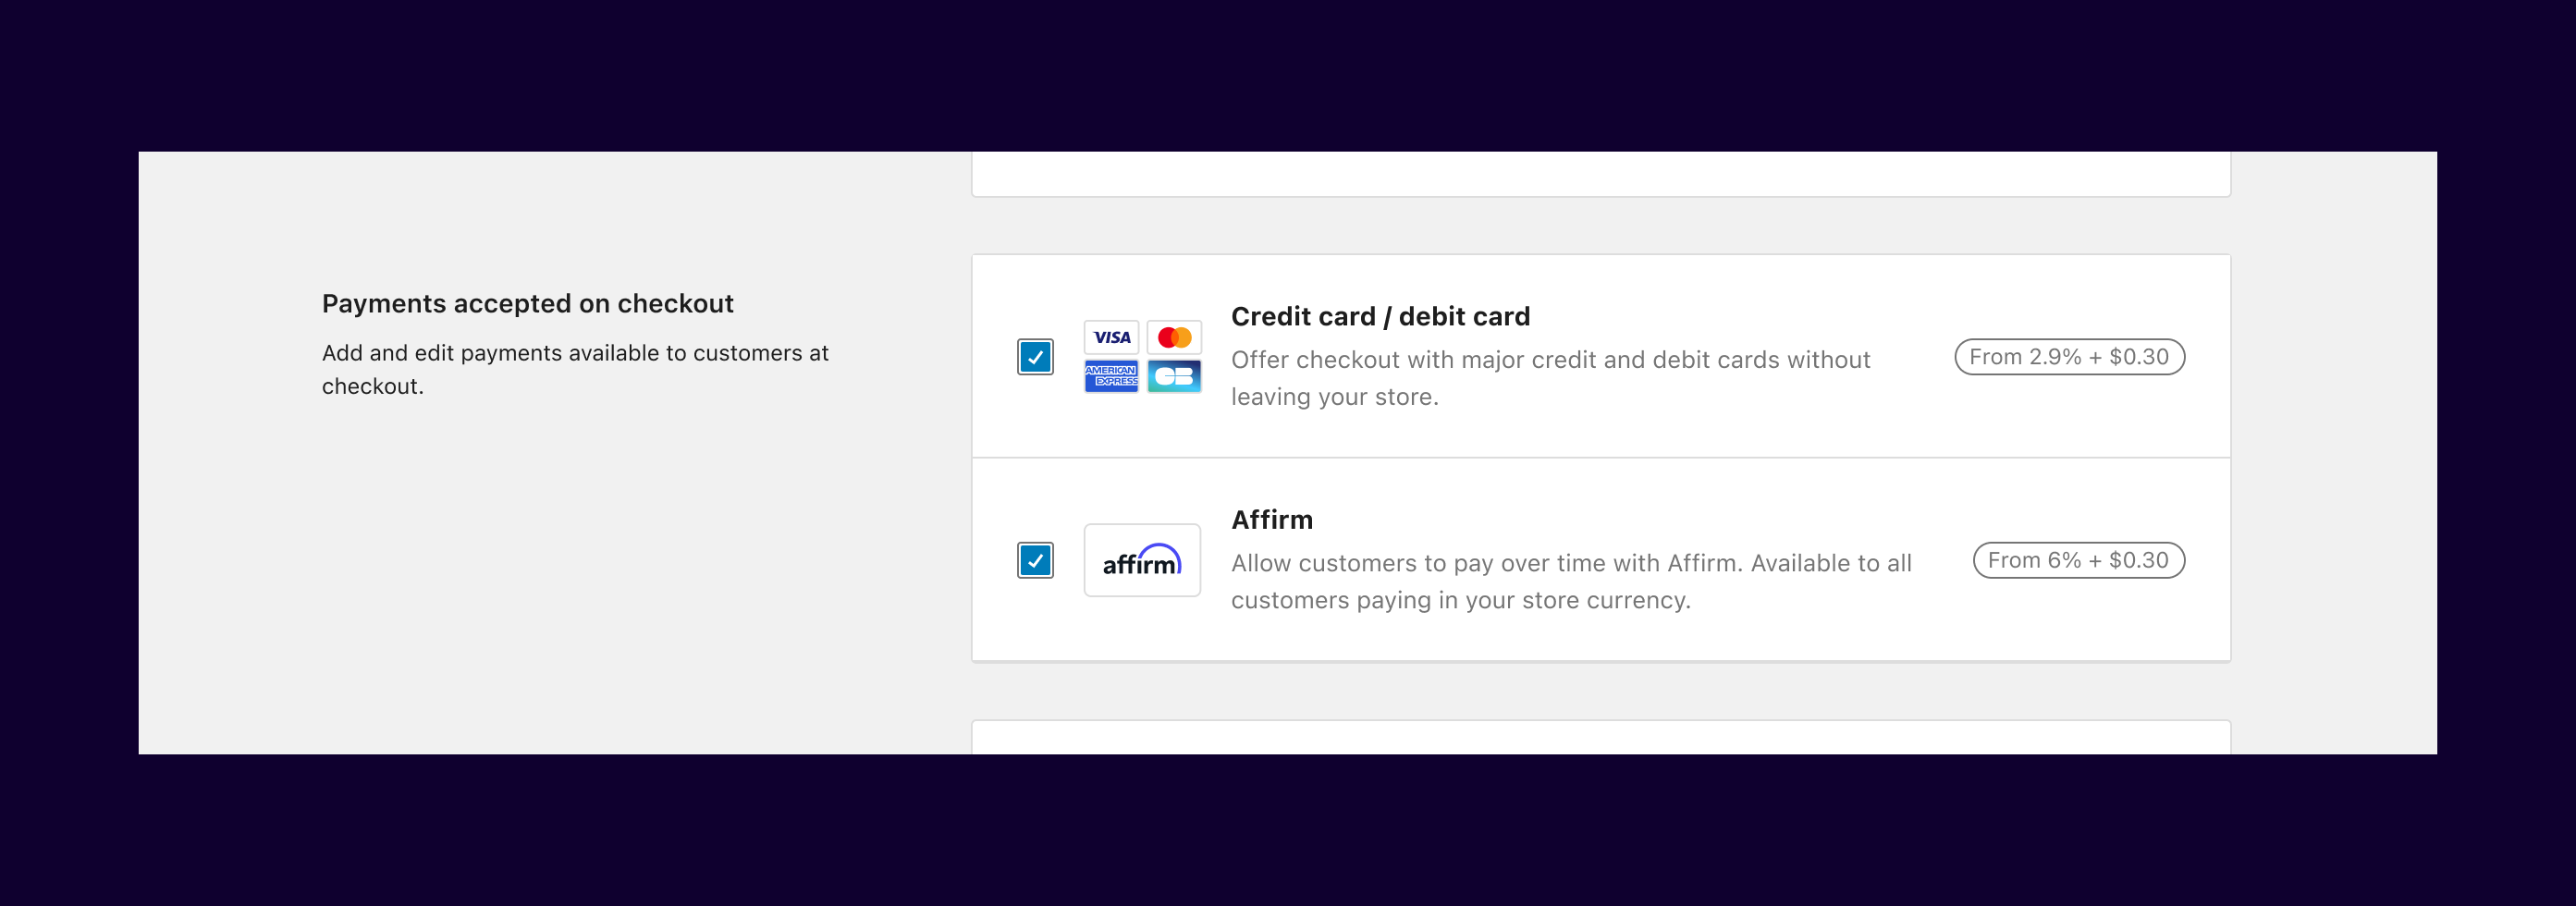 Payments accepted on checkout
Add and edit payments available to customers at
checkout.
VISA
AMERICAN
EXPRESS
CB
Credit card / debit card
Offer checkout with major credit and debit cards without
leaving your store.
From 2.9% + $0.30
affirm
Affirm
Allow customers to pay over time with Affirm. Available to all
customers paying in your store currency.
From 6% + $0.30